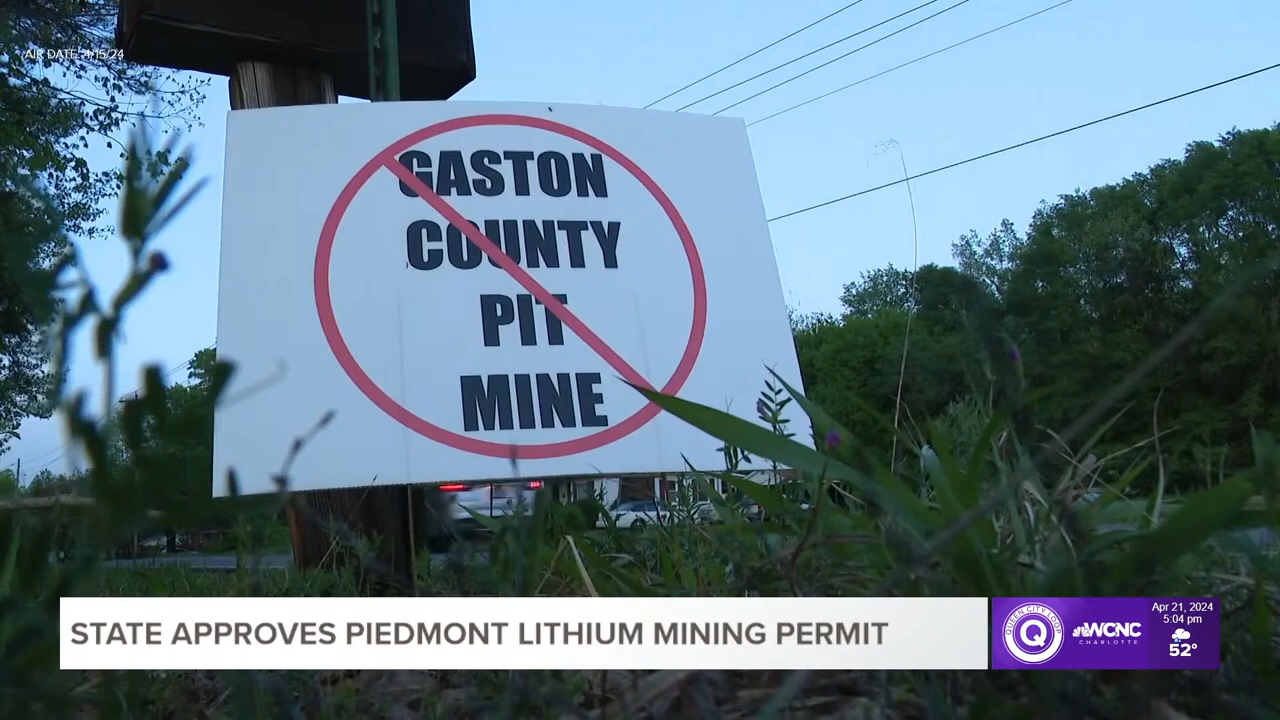 AIR DATE: 4/15/24
GASTON
COUNTY
PIT
MINE
STATE APPROVES PIEDMONT LITHIUM MINING PERMIT
QUEEN CITY LOOP
Q
WCNC
CHARLOTTE
Apr 21, 2024
5:04 pm
52°